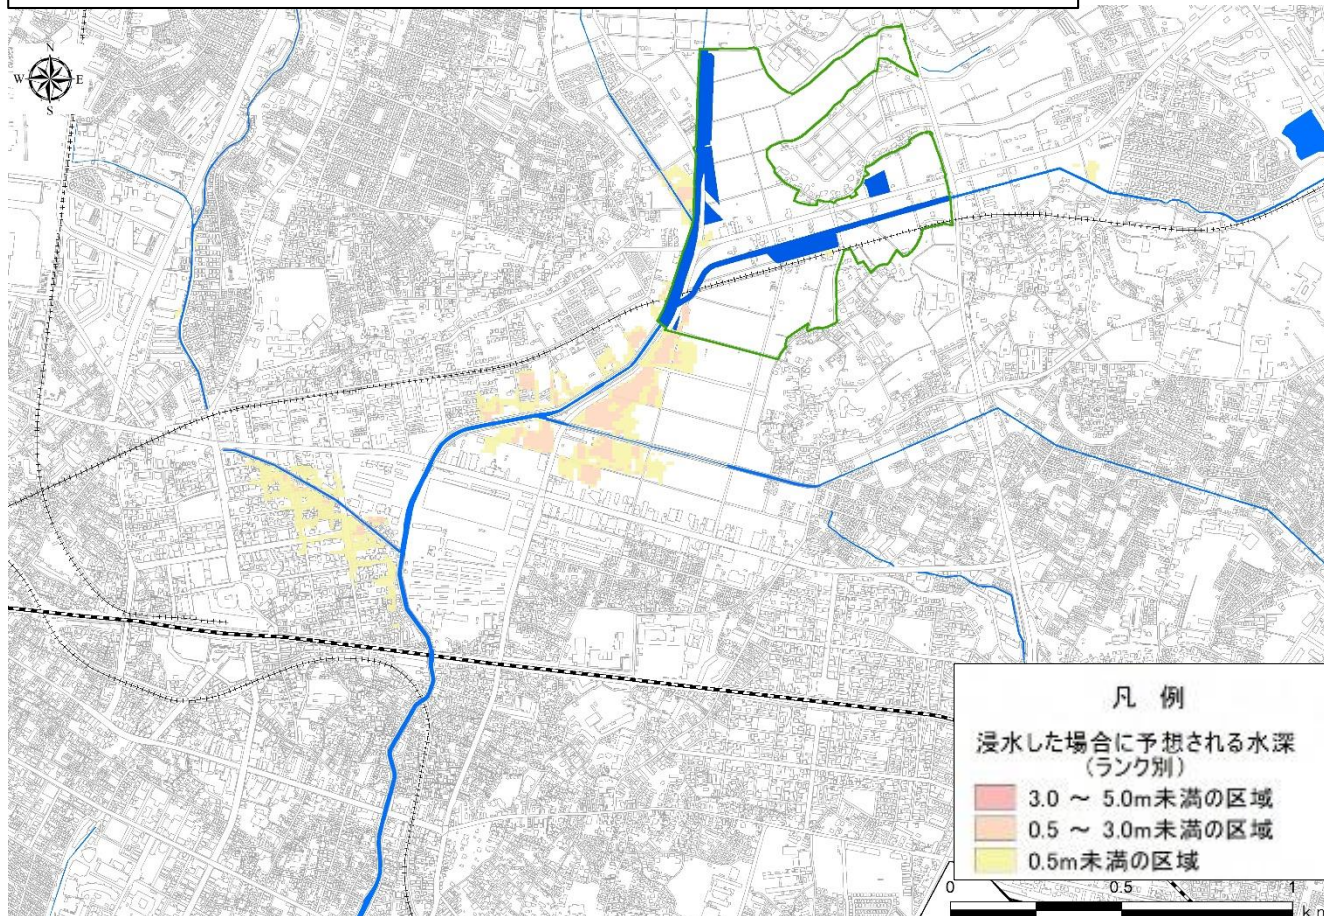 N
W E
S
凡 例
浸水した場合に予想される水深
(ランク別)
3.0 ~ 5.0m未満の区域
0.5 ~ 3.0m未満の区域
0.5m未満の区域
0 0.5 1
km